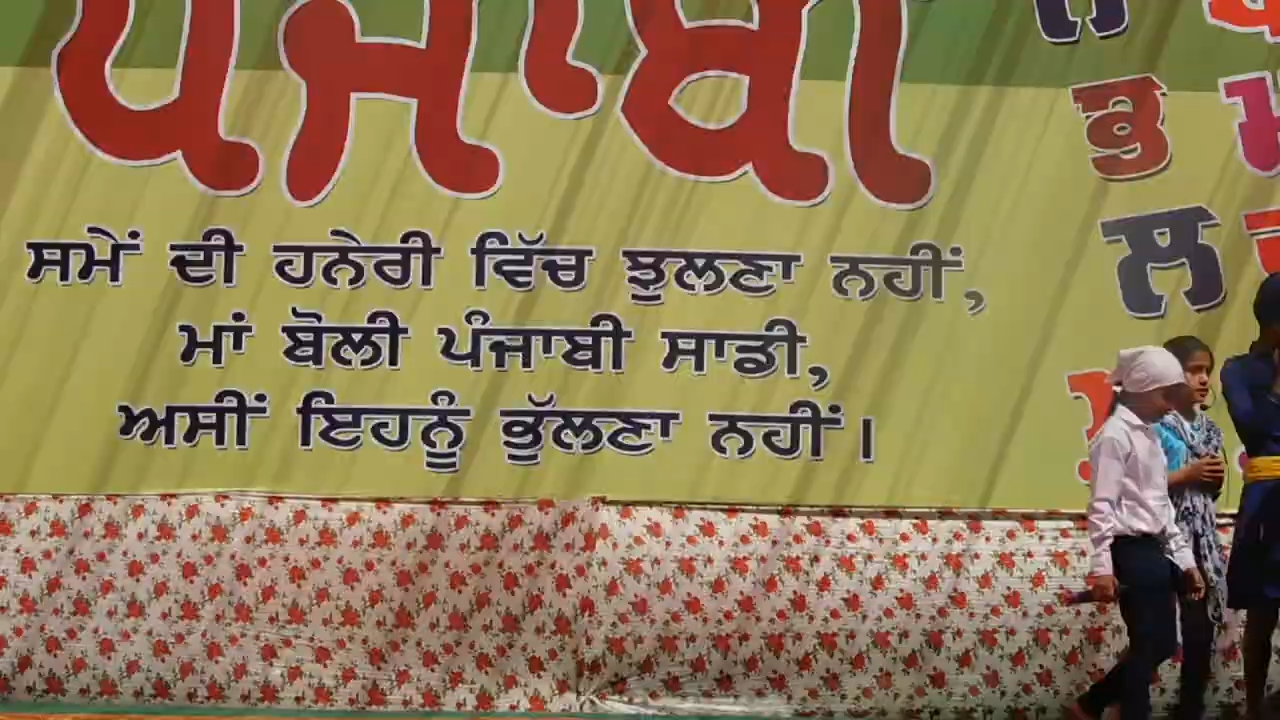 ਪੰਜਾਬੀ
ਸਮੇਂ ਦੀ ਹਨੇਰੀ ਵਿੱਚ ਝੁਲਣਾ ਨਹੀਂ,
ਮਾਂ ਬੋਲੀ ਪੰਜਾਬੀ ਸਾਡੀ,
ਅਸੀਂ ਇਹਨੂੰ ਭੁੱਲਣਾ ਨਹੀਂ।
ਭ
ਲ